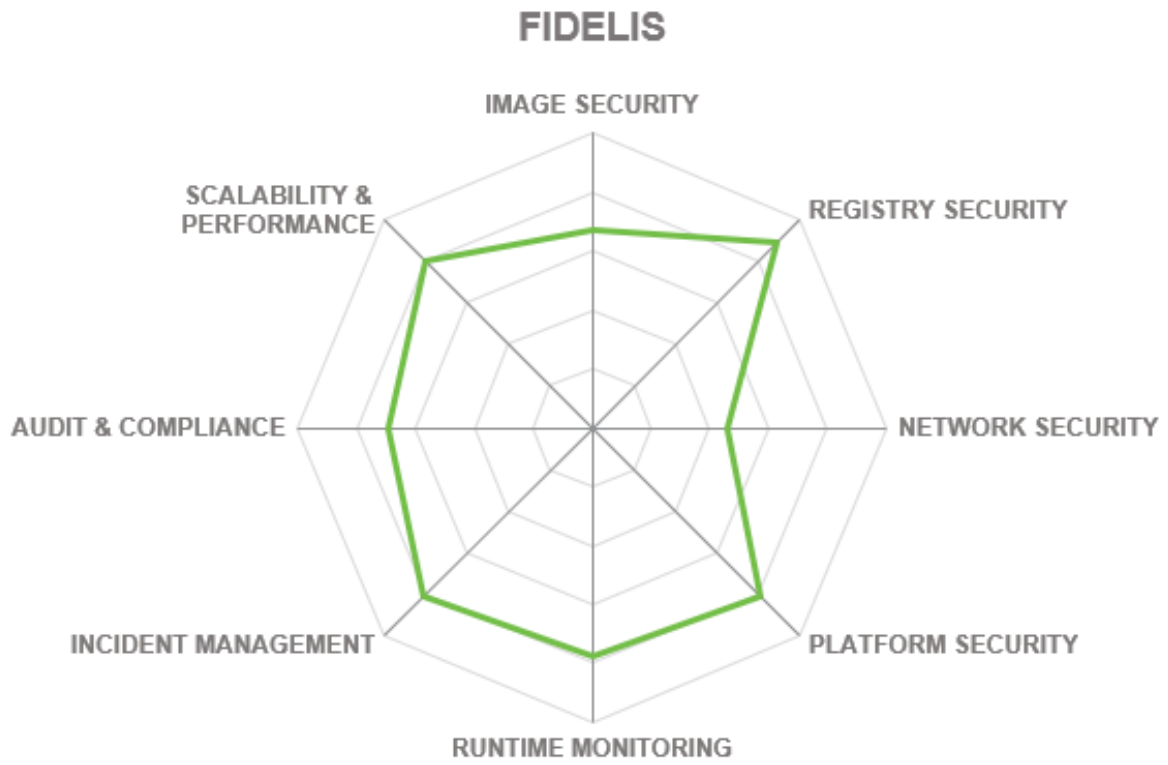 FIDELIS
IMAGE SECURITY
SCALABILITY &
PERFORMANCE
REGISTRY SECURITY
AUDIT & COMPLIANCE
NETWORK SECURITY
INCIDENT MANAGEMENT
PLATFORM SECURITY
RUNTIME MONITORING